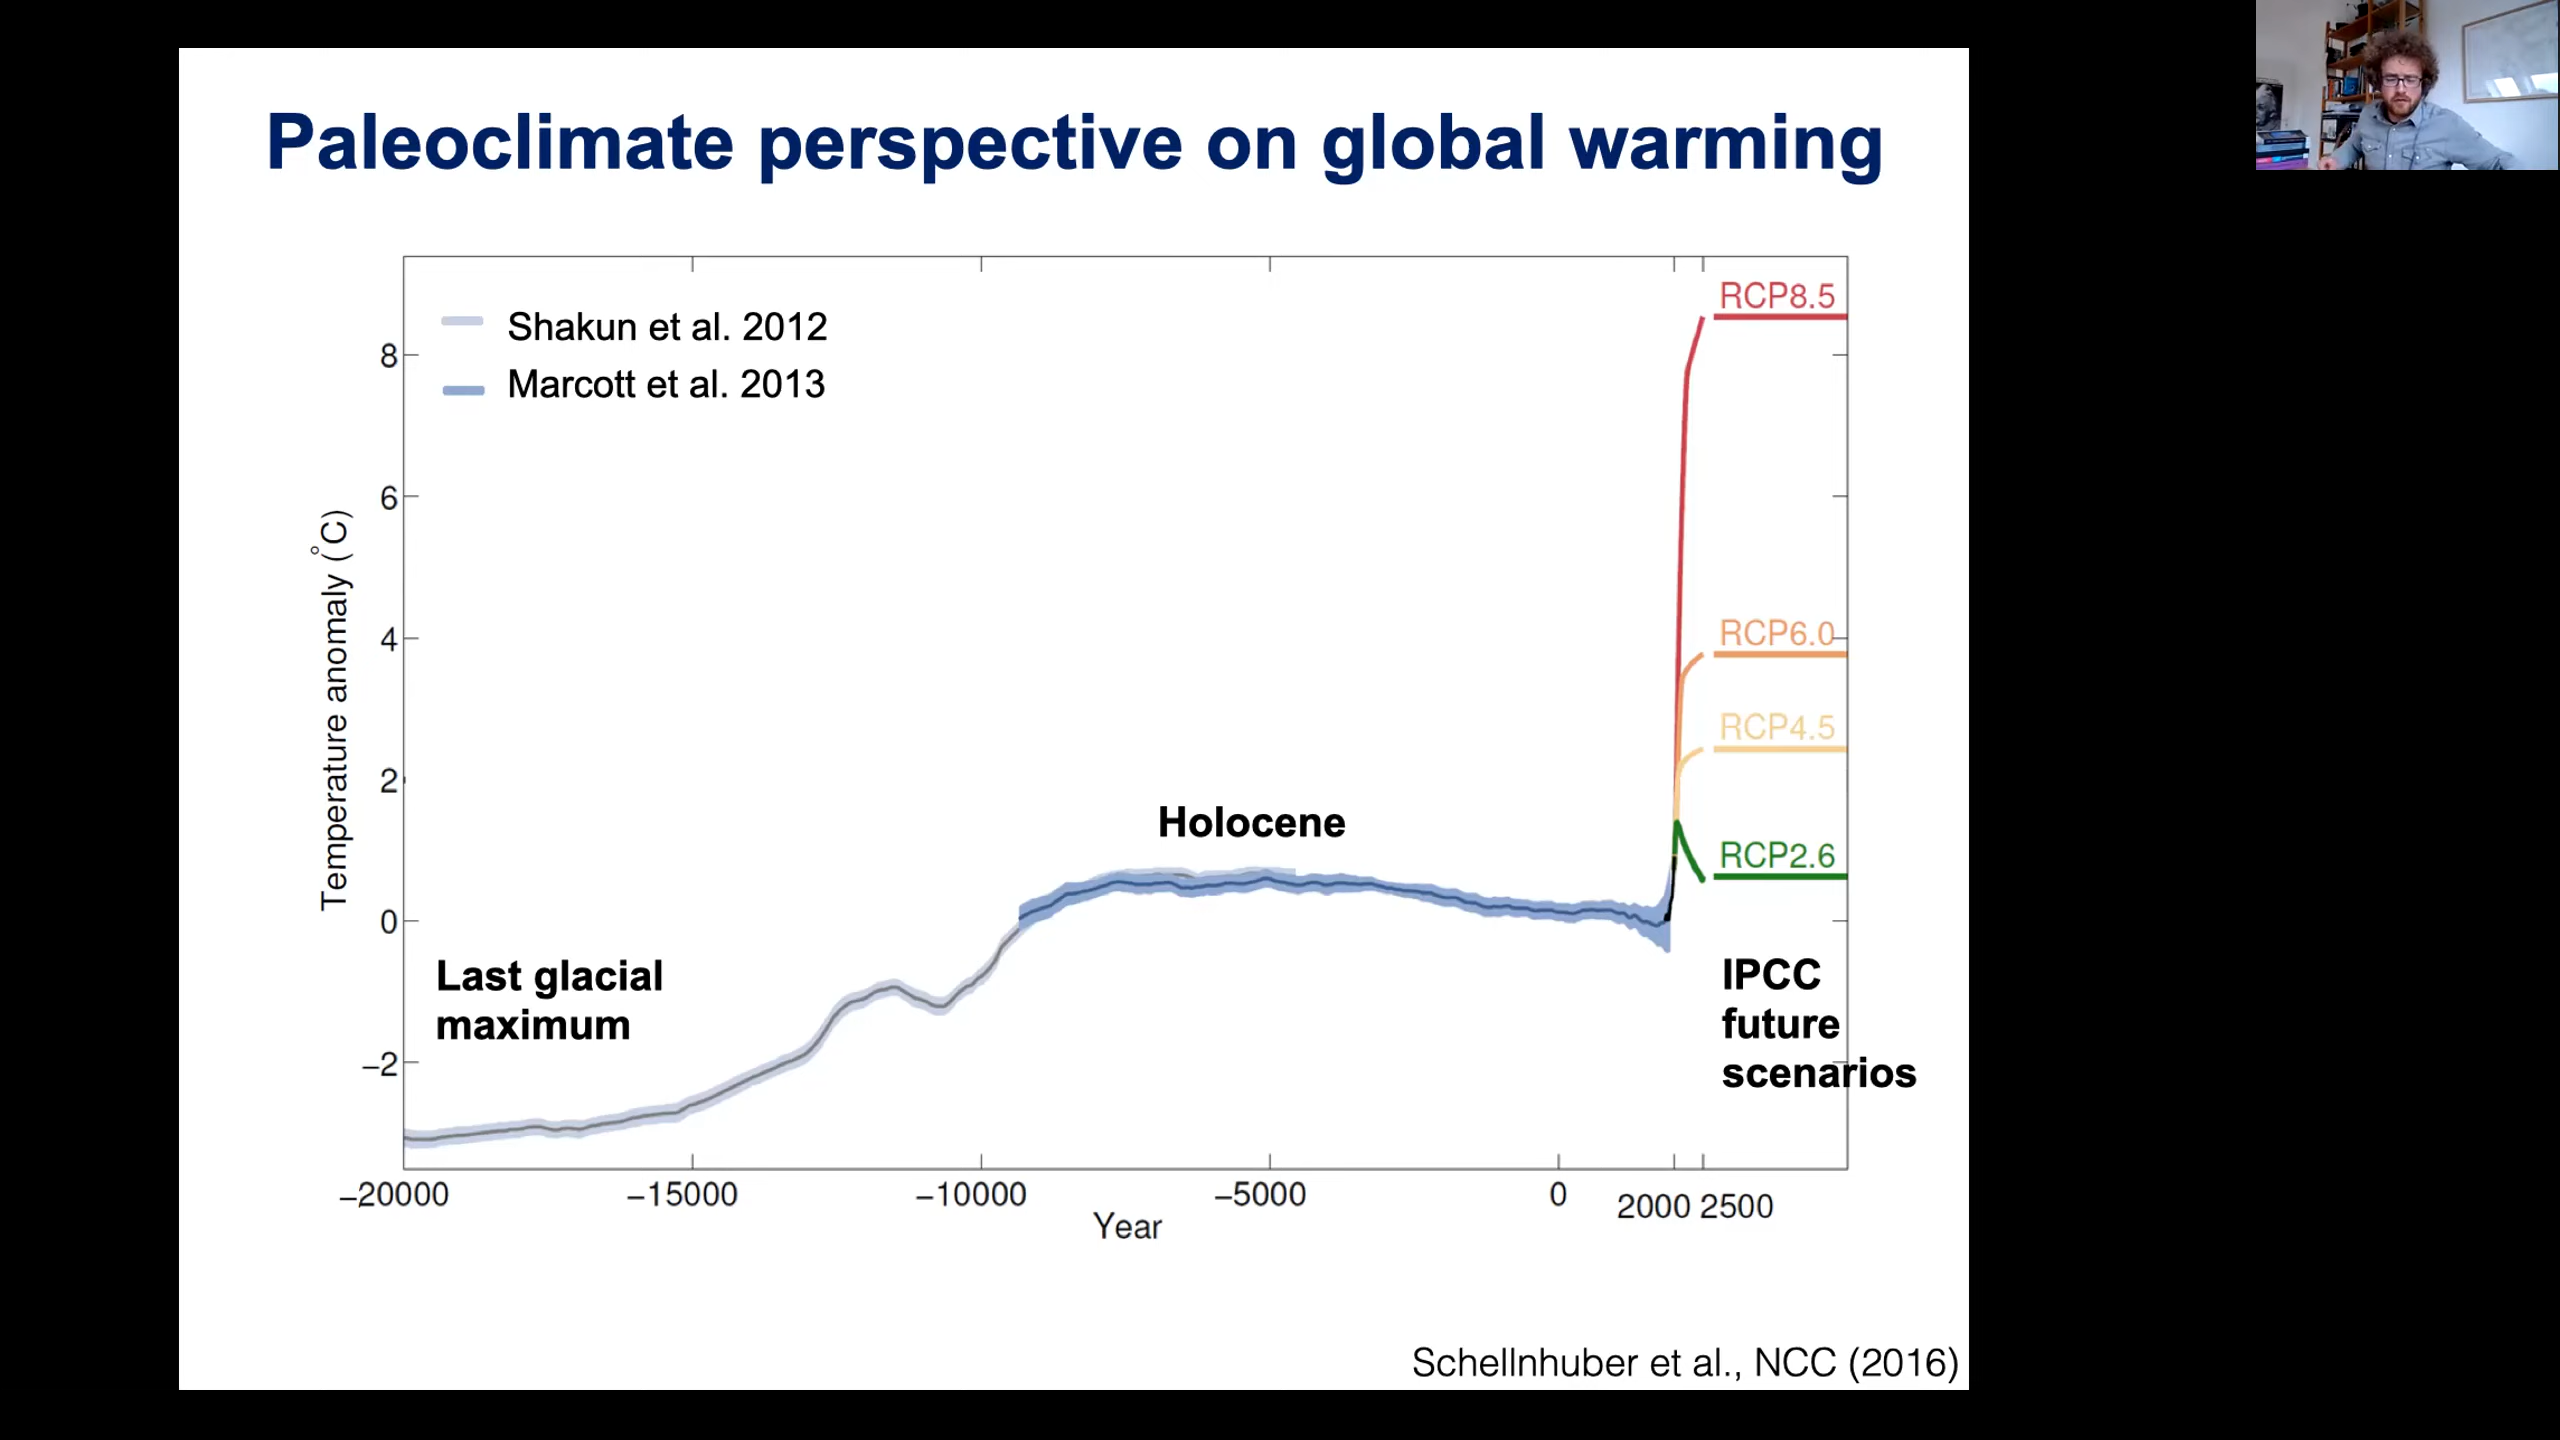 Paleoclimate perspective on global warming
Shakun et al. 2012
Marcott et al. 2013
RCP8.5
RCP6.0
RCP4.5
RCP2.6
8
6
4
2
0
−2
Temperature anomaly (°C)
Holocene
Last glacial
maximum
IPCC
future
scenarios
−20000 −15000 −10000 −5000 0 2000 2500
Year
Schellnhuber et al., NCC (2016)